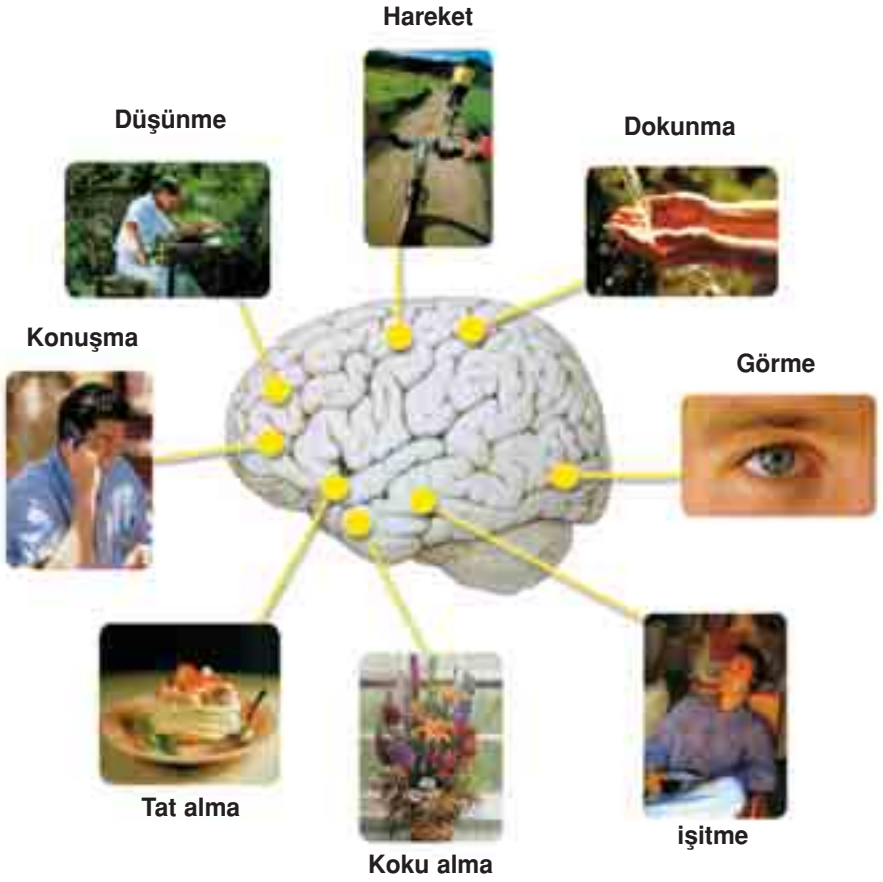 Hareket
Düşünme
Dokunma
Konuşma
Görme
Tat alma
işitme
Koku alma